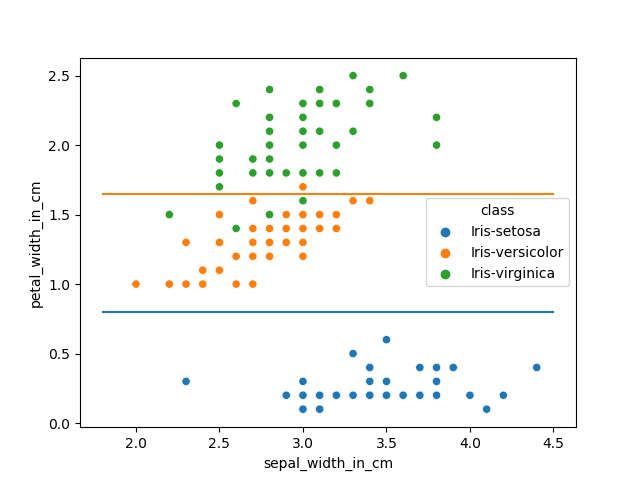 2.5
2.0
1.5
1.0
0.5
0.0
petal_width_in_cm
class
Iris-setosa
Iris-versicolor
Iris-virginica
2.0 2.5 3.0 3.5 4.0 4.5
sepal_width_in_cm